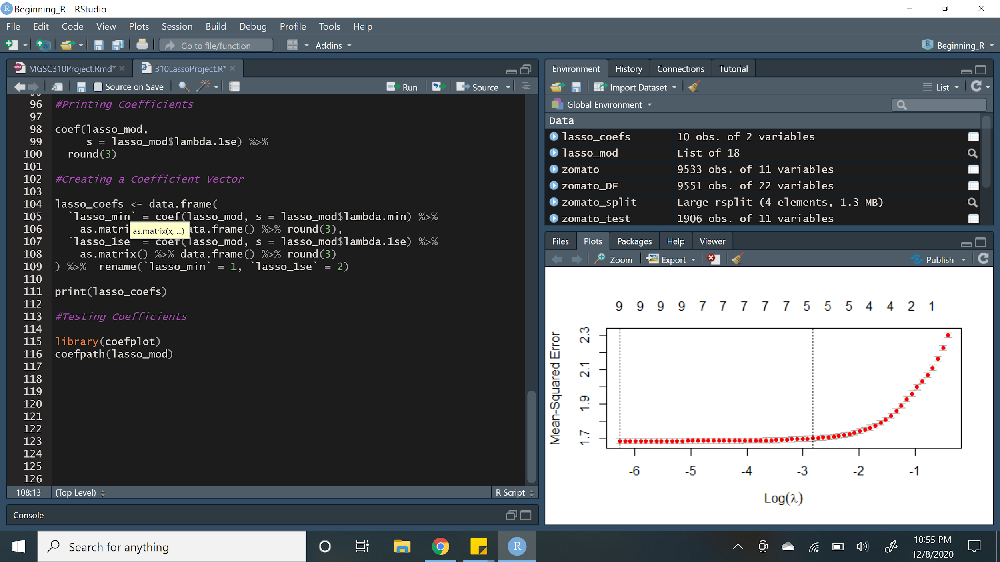 R Beginning_R - RStudio
File Edit Code View Plots Session Build Debug Profile Tools Help
Go to file/function Addins Beginning_R
MGSC310Project.Rmd* 310LassoProject.R*
Source on Save Run Source
96 #Printing Coefficients
97
98 coef(lasso_mod,
99 s = lasso_mod$lambda.1se) %>%
100 round(3)
101
102 #Creating a Coefficient Vector
103
104 lasso_coefs <- data.frame(
105 `lasso_min` = coef(lasso_mod, s = lasso_mod$lambda.min) %>%
106 as.matri ata.frame() %>% round(3),
as.matrix(x, ...)
107 `lasso_1se = coef(lasso_mod, s = lasso_mod$lambda.1se) %>%
108 as.matrix() %>% data.frame() %>% round(3)
109 ) %>% rename(`lasso_min` = 1, `lasso_1se` = 2)
110
111 print(lasso_coefs)
112
113 #Testing Coefficients
114
115 library(coefplot)
116 coefpath(lasso_mod)
117
118
119
120
121
122
123
124
125
126
108:13 (Top Level) R Script
Console
Environment History Connections Tutorial
Import Dataset List
Global Environment
Data
lasso_coefs 10 obs. of 2 variables
lasso_mod List of 18
zomato 9533 obs. of 11 variables
zomato_DF 9551 obs. of 22 variables
zomato_split Large rsplit (4 elements, 1.3 MB)
zomato_test 1906 obs. of 11 variables
Files Plots Packages Help Viewer
Zoom Export Publish
9 9 9 9 7 7 7 7 7 5 5 5 4 4 2 1
Mean-Squared Error
2.3
2.1
1.9
1.7
-6 -5 -4 -3 -2 -1
Log(λ)
Search for anything
R
10:55 PM
12/8/2020